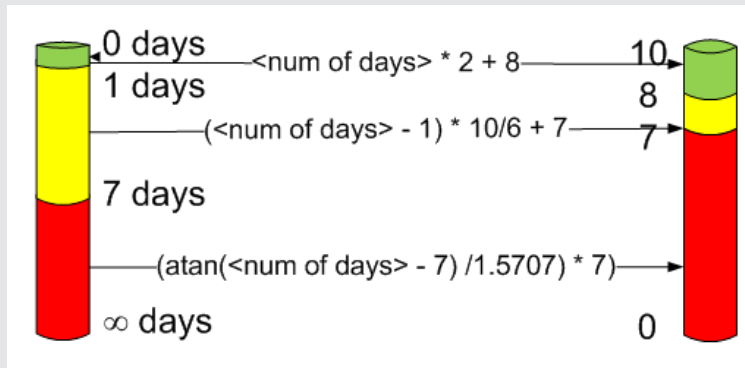 0 days
<num of days> * 2 + 8
10
1 days
8
(<num of days> - 1) * 10/6 + 7
7
7 days
(atan(<num of days> - 7) /1.5707) * 7)
∞ days
0